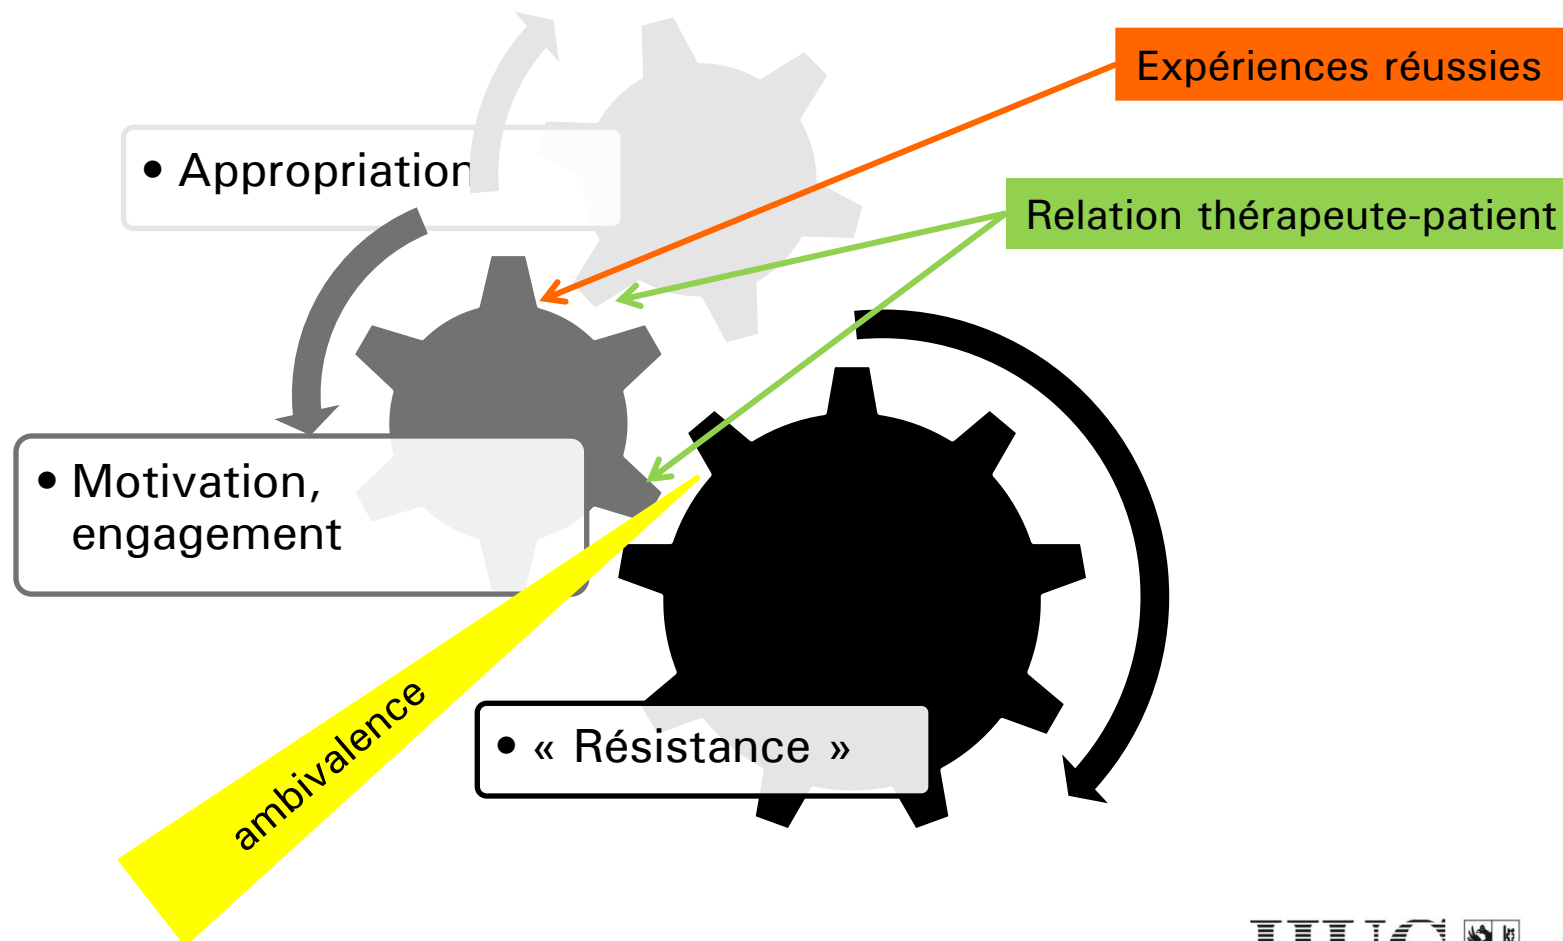 Expériences réussies
• Appropriation
Relation thérapeute-patient
• Motivation,
engagement
ambivalence
• « Résistance »